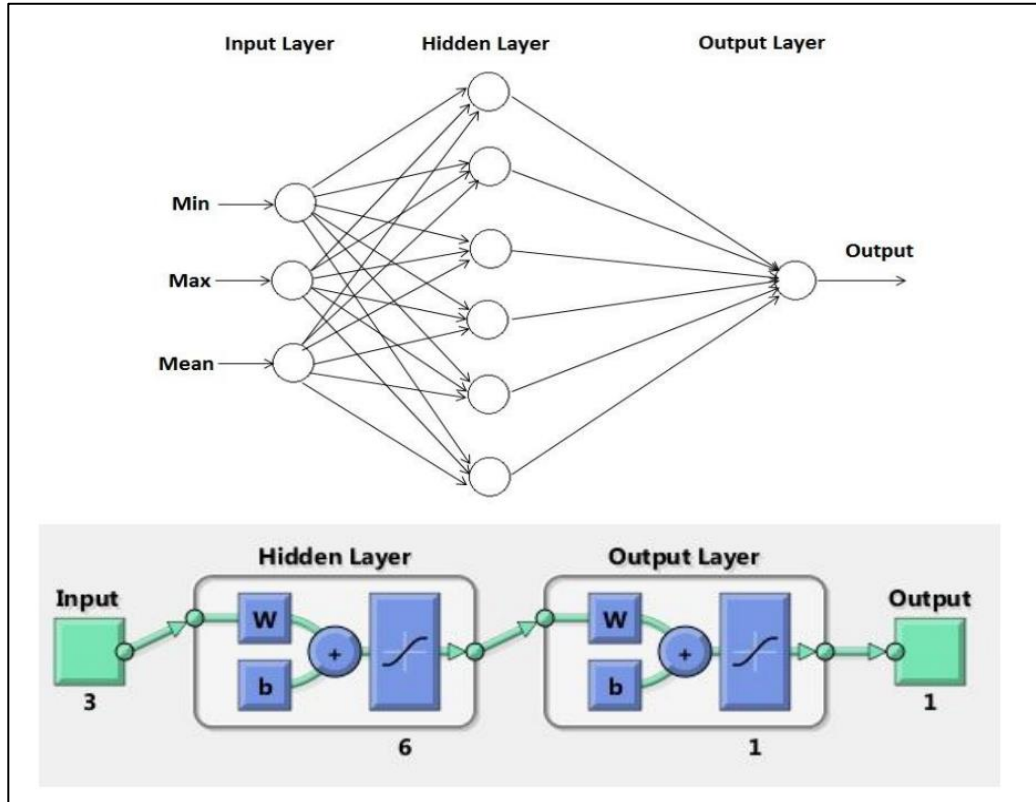 Input Layer Hidden Layer Output Layer
Min
Max
Mean
Output
Hidden Layer Output Layer
Input Output
W W
+ +
b b
3 1
6 1